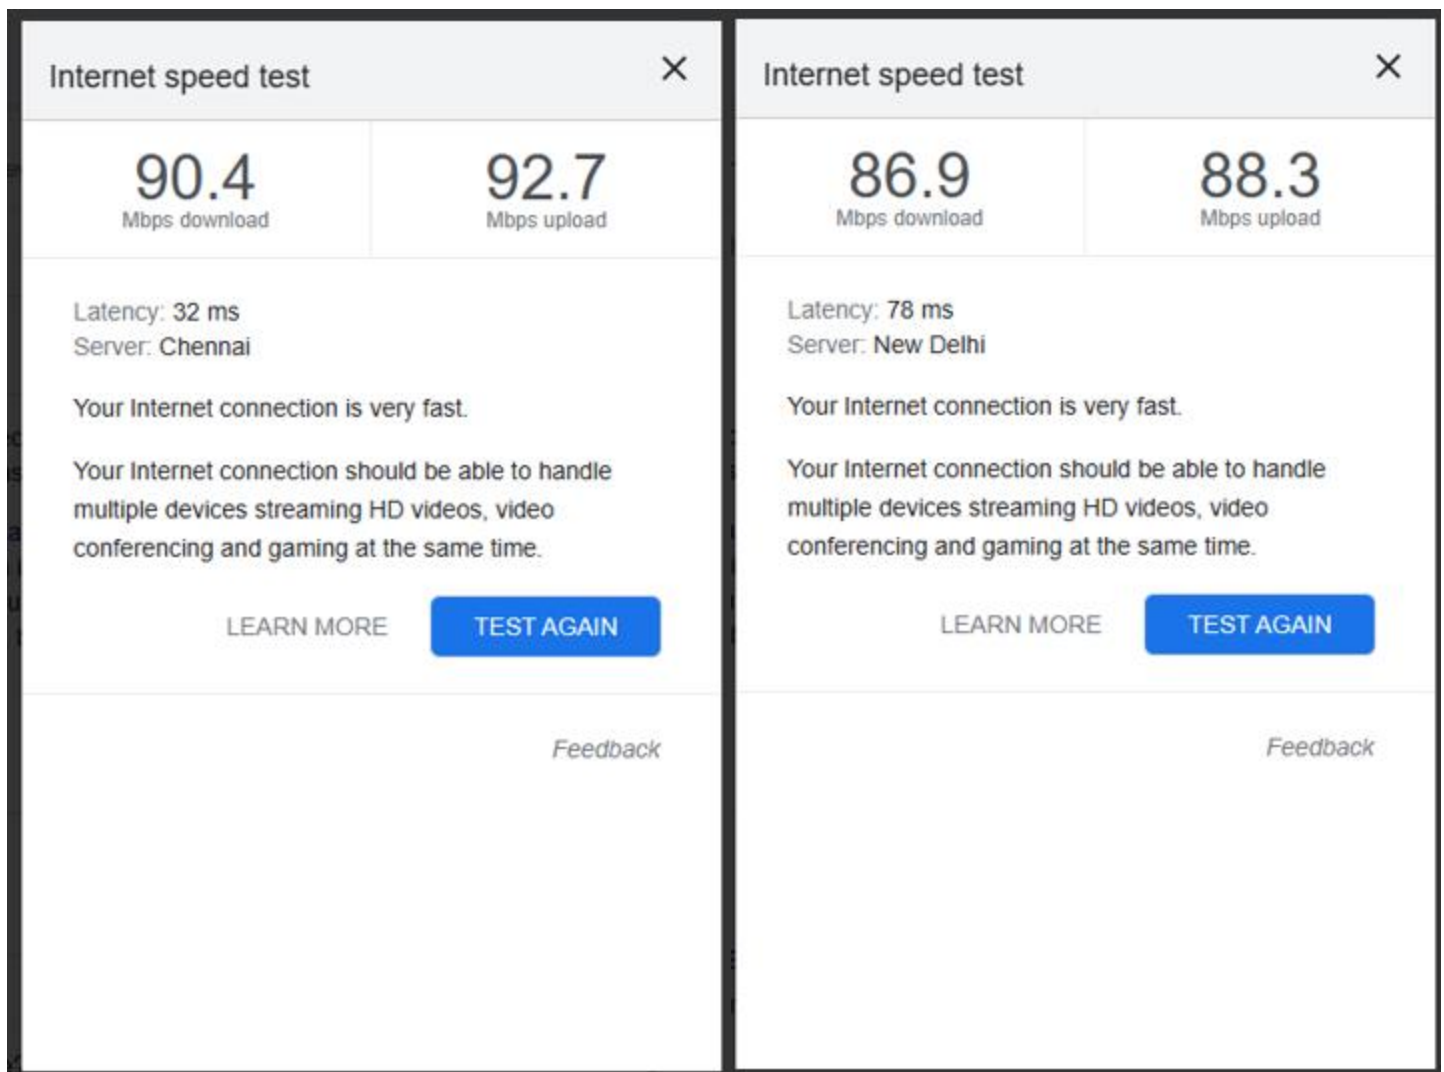 Internet speed test
90.4
Mbps download
92.7
Mbps upload
Latency: 32 ms
Server: Chennai
Your Internet connection is very fast.
Your Internet connection should be able to handle
multiple devices streaming HD videos, video
conferencing and gaming at the same time.
LEARN MORE
TEST AGAIN
Feedback
Internet speed test
86.9
Mbps download
88.3
Mbps upload
Latency: 78 ms
Server: New Delhi
Your Internet connection is very fast.
Your Internet connection should be able to handle
multiple devices streaming HD videos, video
conferencing and gaming at the same time.
LEARN MORE
TEST AGAIN
Feedback